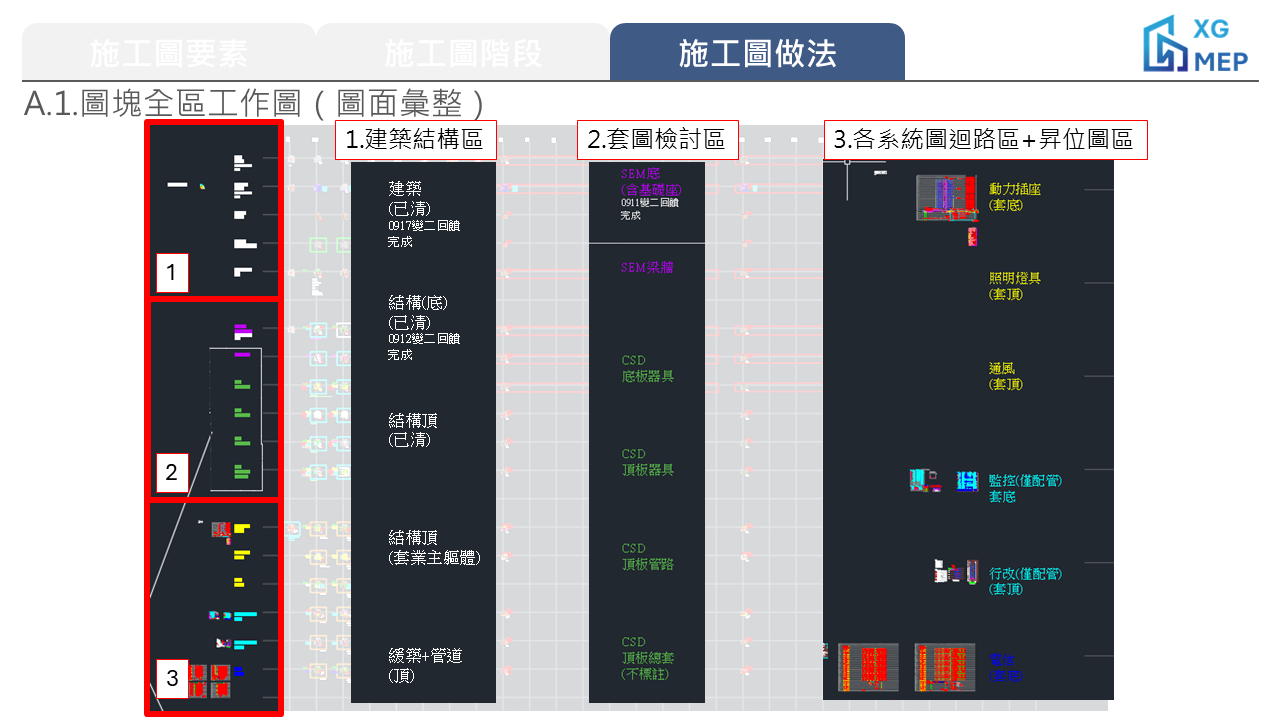 施工圖要素
施工圖階段
施工圖做法
XG
MEP
A.1.圖塊全區工作圖（圖面彙整）
1
2
3
1.建築結構區
建築
(已清)
0917變二回饋
完成
結構(底)
(已清)
0912變二回饋
完成
結構頂
(已清)
結構頂
(套業主軀體)
緩築+管道
(頂)
2.套圖檢討區
SEM底
(含基礎座)
0911變二回饋
完成
SEM梁牆
CSD
底板器具
CSD
頂板器具
CSD
頂板管路
CSD
頂板總套
(不標註)
3.各系統圖迴路區+昇位圖區
動力插座
(套底)
照明燈具
(套頂)
通風
(套頂)
監控(僅配管)
套底
行改(僅配管)
(套頂)